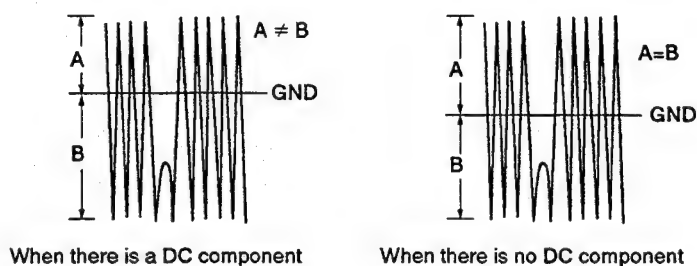 A
A ≠ B
GND
B
When there is a DC component
A
A=B
GND
B
When there is no DC component